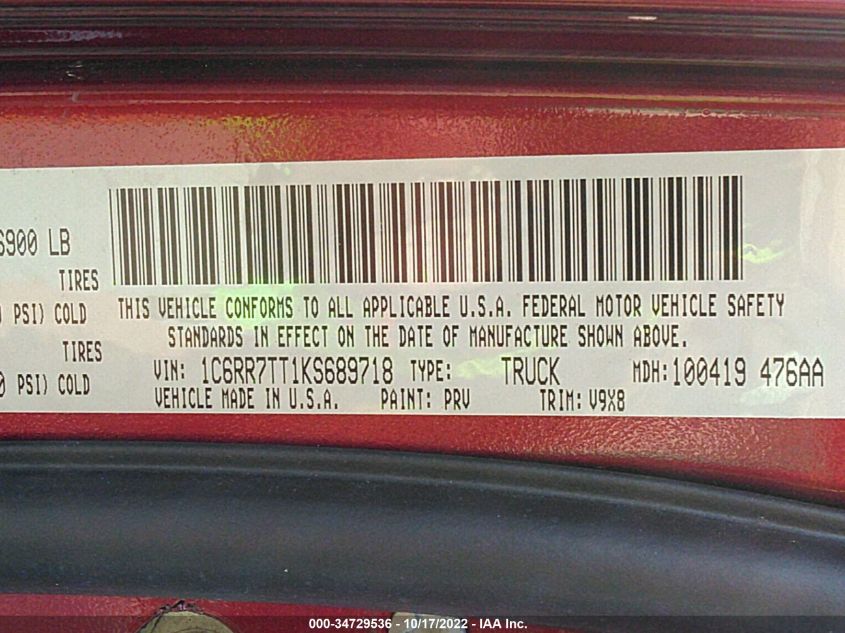 6900 LB
TIRES
PSI) COLD
TIRES
PSI) COLD
THIS VEHICLE CONFORMS TO ALL APPLICABLE U.S.A. FEDERAL MOTOR VEHICLE SAFETY
STANDARDS IN EFFECT ON THE DATE OF MANUFACTURE SHOWN ABOVE.
VIN: 1C6RR7TT1KS689718 TYPE: TRUCK MDH: 100419 476AA
VEHICLE MADE IN U.S.A. PAINT: PRV TRIM: V9X8
000-34729536 - 10/17/2022 - IAA Inc.